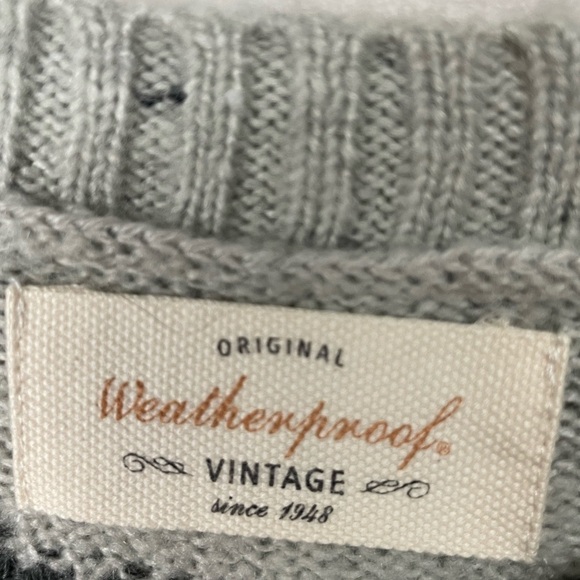 ORIGINAL
Weatherproof®
VINTAGE
since 1948